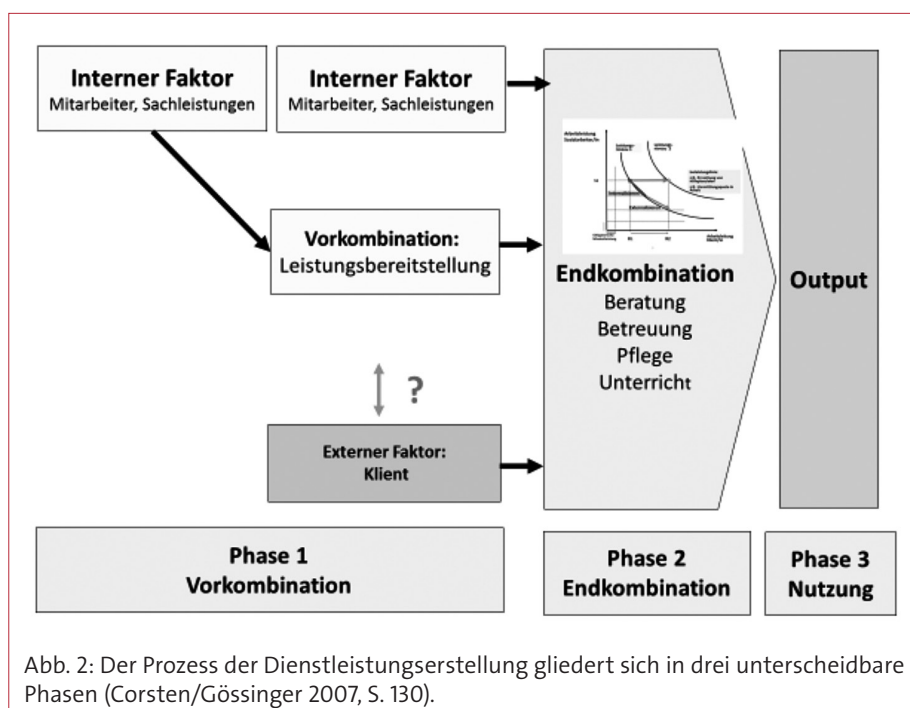 Interner Faktor
Mitarbeiter, Sachleistungen
Interner Faktor
Mitarbeiter, Sachleistungen
Vorkombination:
Leistungsbereitstellung
?
Externer Faktor:
Klient
Endkombination
Beratung
Betreuung
Pflege
Unterricht
Output
Phase 1
Vorkombination
Phase 2
Endkombination
Phase 3
Nutzung
Abb. 2: Der Prozess der Dienstleistungserstellung gliedert sich in drei unterscheidbare
Phasen (Corsten/Gössinger 2007, S. 130).